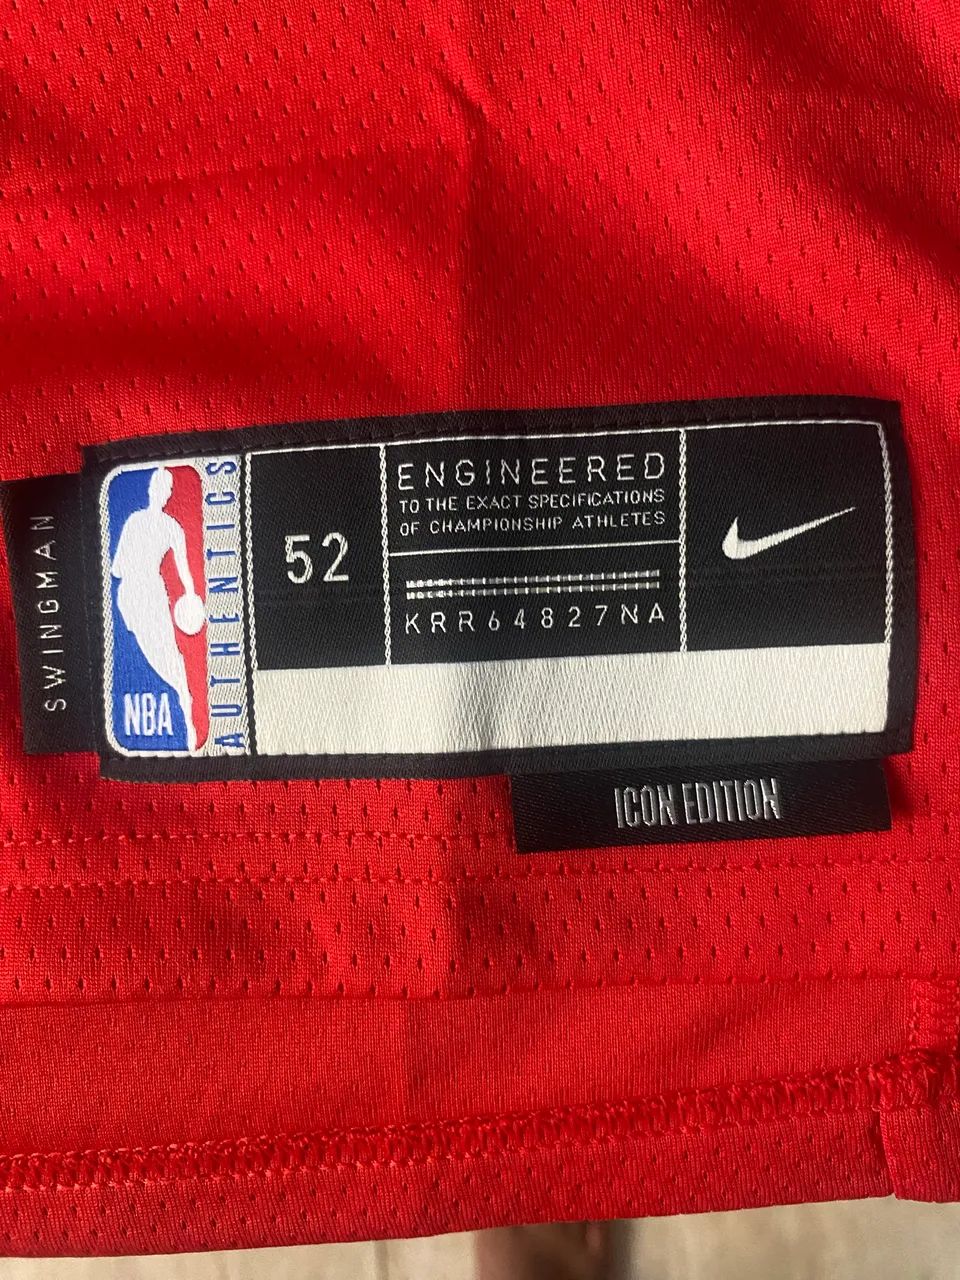 SWINGMAN
NBA
AUTHENTICS
52
ENGINEERED
TO THE EXACT SPECIFICATIONS
OF CHAMPIONSHIP ATHLETES
KRR64827NA
ICON EDITION